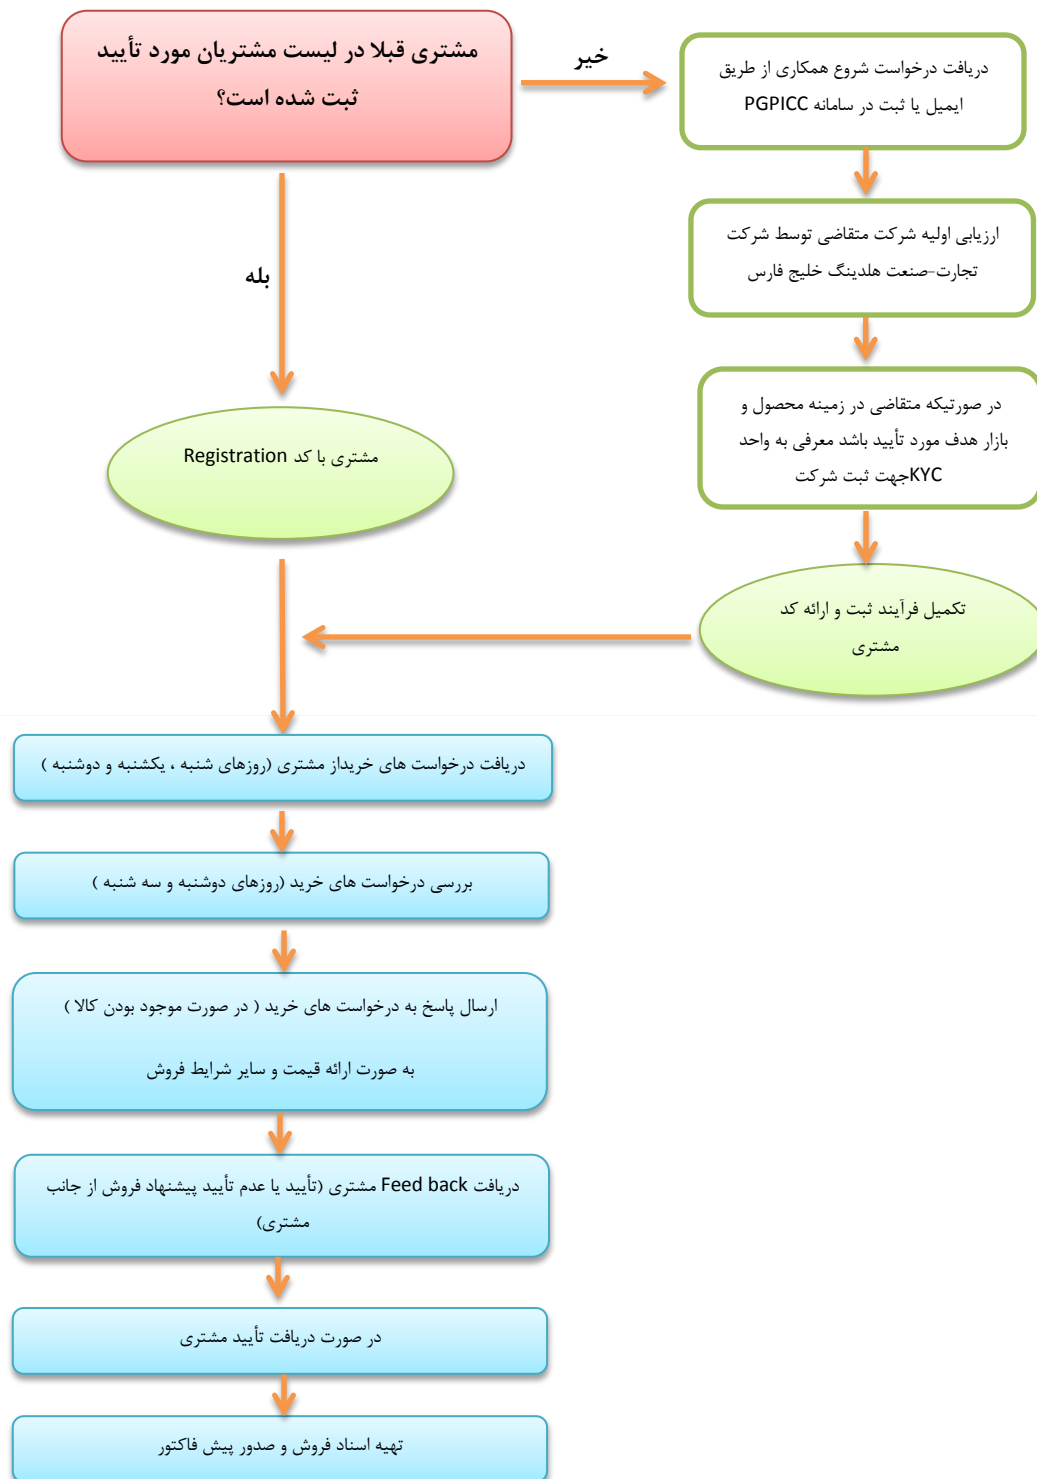 مشتری قبلا در لیست مشتریان مورد تأیید
ثبت شده است؟
خیر
دریافت درخواست شروع همکاری از طریق
ایمیل یا ثبت در سامانه PGPICC
ارزیابی اولیه شرکت متقاضی توسط شرکت
تجارت-صنعت هلدینگ خلیج فارس
بله
در صورتیکه متقاضی در زمینه محصول و
بازار هدف مورد تأیید باشد معرفی به واحد
KYCجهت ثبت شرکت
مشتری با کد Registration
تکمیل فرآیند ثبت و ارائه کد
مشتری
دریافت درخواست های خریداز مشتری (روزهای شنبه ، یکشنبه و دوشنبه )
بررسی درخواست های خرید (روزهای دوشنبه و سه شنبه )
ارسال پاسخ به درخواست های خرید ( در صورت موجود بودن کالا )
به صورت ارائه قیمت و سایر شرایط فروش
دریافت Feed back مشتری (تأیید یا عدم تأیید پیشنهاد فروش از جانب
مشتری)
در صورت دریافت تأیید مشتری
تهیه اسناد فروش و صدور پیش فاکتور